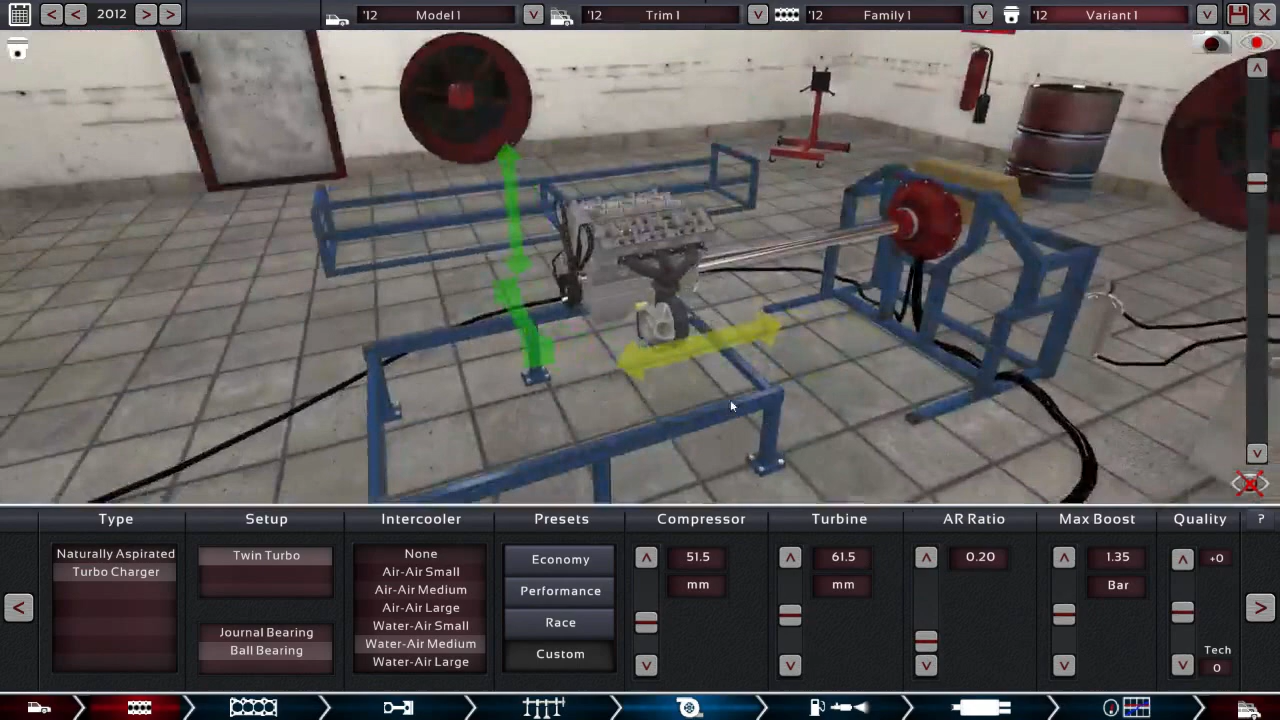 2012
'12 Model 1
'12 Trim 1
'12 Family 1
'12 Variant 1
Type
Setup
Intercooler
Presets
Compressor
Turbine
AR Ratio
Max Boost
Quality
?
Naturally Aspirated
Turbo Charger
Twin Turbo
Journal Bearing
Ball Bearing
None
Air-Air Small
Air-Air Medium
Air-Air Large
Water-Air Small
Water-Air Medium
Water-Air Large
Economy
Performance
Race
Custom
51.5
mm
61.5
mm
0.20
1.35
Bar
+0
Tech
0